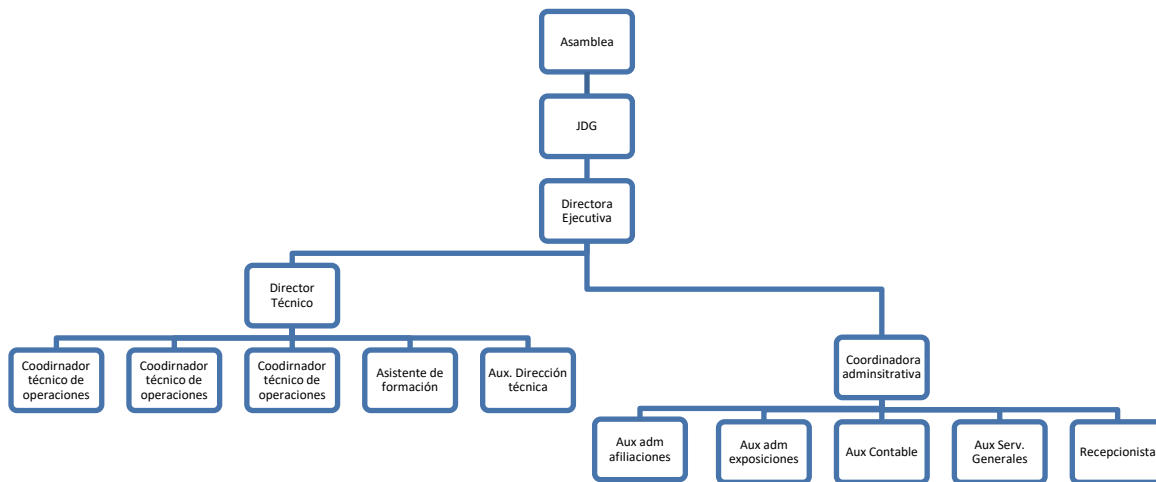 Asamblea
JDG
Directora
Ejecutiva
Director
Técnico
Coodirnador
técnico de
operaciones
Coodirnador
técnico de
operaciones
Coodirnador
técnico de
operaciones
Asistente de
formación
Aux. Dirección
técnica
Coordinadora
adminsitrativa
Aux adm
afiliaciones
Aux adm
exposiciones
Aux Contable
Aux Serv.
Generales
Recepcionista